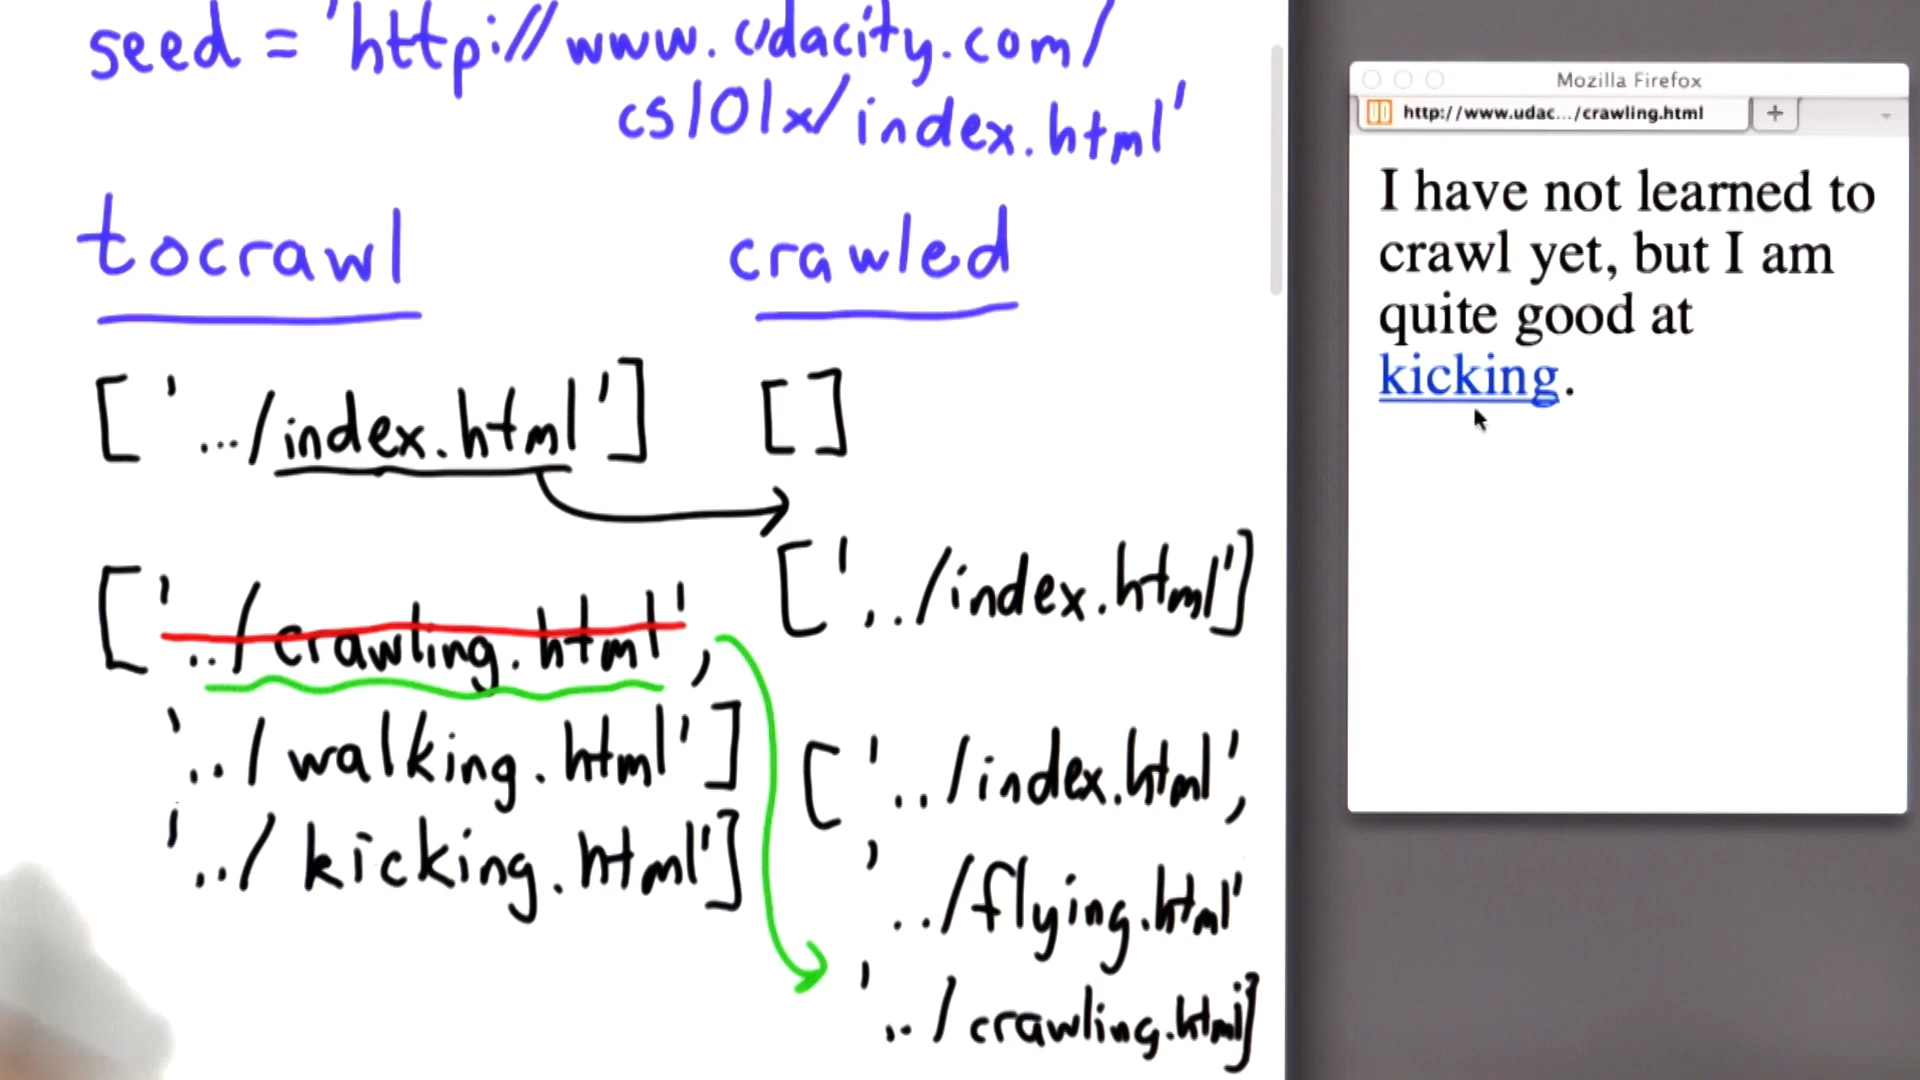 seed = 'http://www.udacity.com/
cs101x/index.html'
tocrawl
crawled
['.../index.html']
[]
['../index.html']
['../crawling.html',
'../walking.html']
'../kicking.html']
['../index.html',
'../flying.html'
'../crawling.html]
Mozilla Firefox
http://www.udac.../crawling.html
+
I have not learned to
crawl yet, but I am
quite good at
kicking.